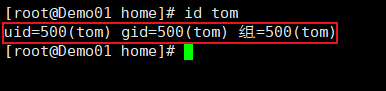 [root@Demo01 home]# id tom
uid=500(tom) gid=500(tom) 组=500(tom)
[root@Demo01 home]#